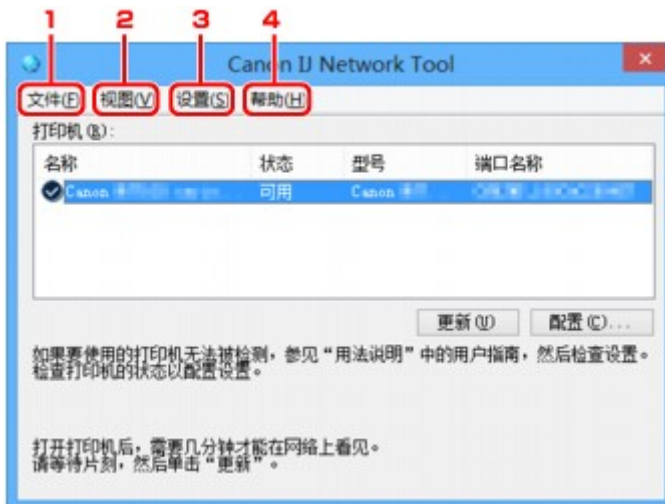 1 2 3 4
Canon IJ Network Tool
文件(F) 视图(V) 设置(S) 帮助(H)
打印机(R):
名称 状态 型号 端口名称
Canon 可用 Canon
更新(U) 配置(C)...
如果要使用的打印机无法被检测，参见“用法说明”中的用户指南，然后检查设置。
检查打印机的状态以配置设置。
打开打印机后，需要几分钟才能在网络上看见。
请等待片刻，然后单击“更新”。